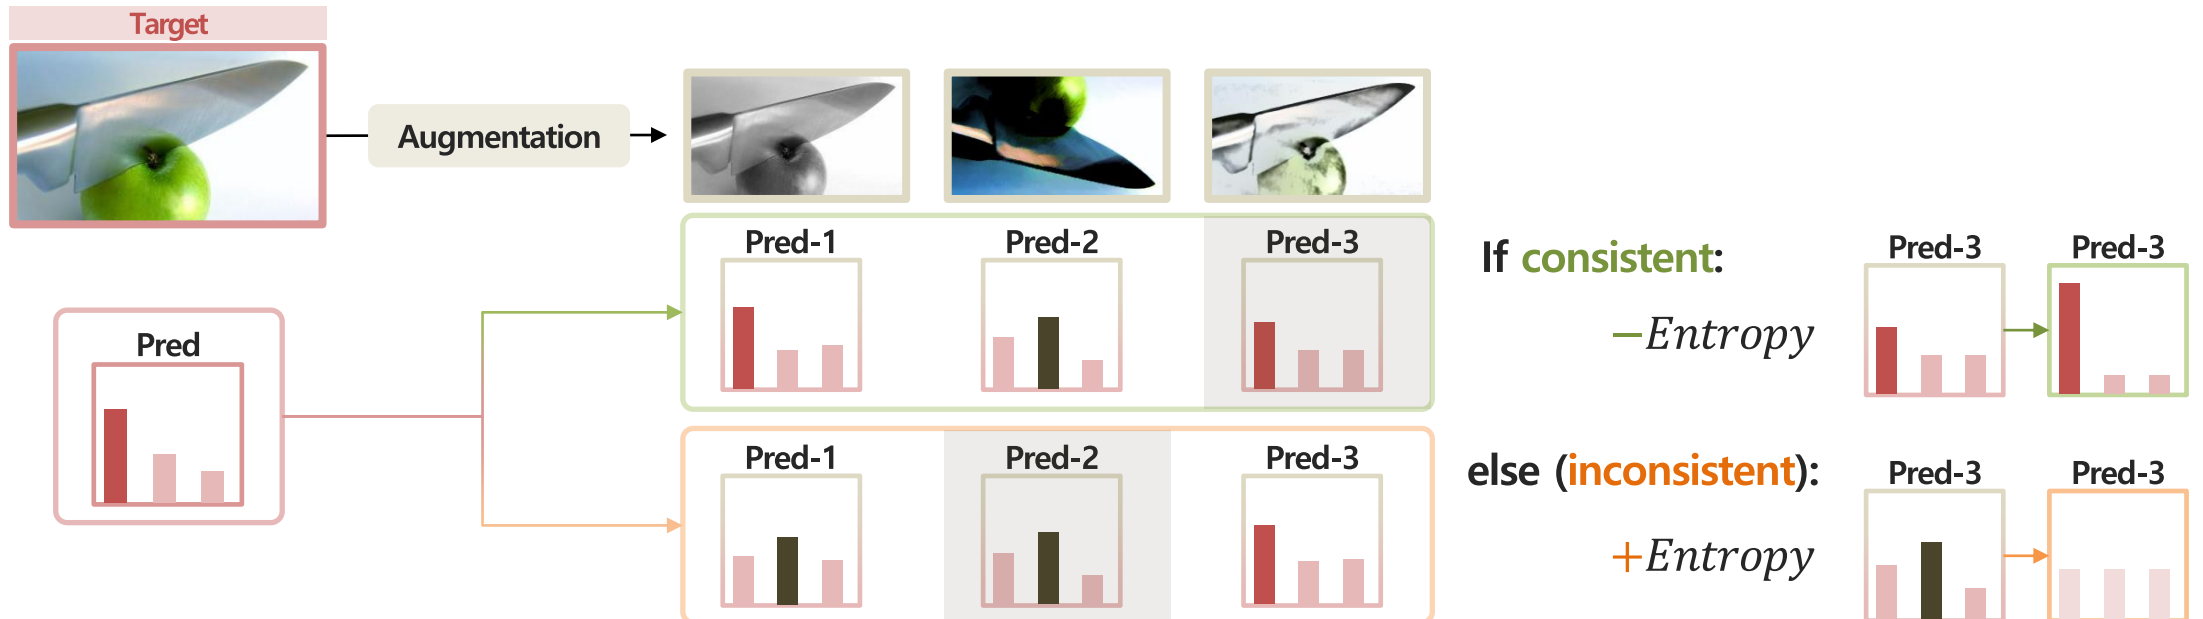 Target
Augmentation
Pred
Pred-1 Pred-2 Pred-3
If consistent:
−Entropy
Pred-3 Pred-3
Pred-1 Pred-2 Pred-3
else (inconsistent):
+Entropy
Pred-3 Pred-3